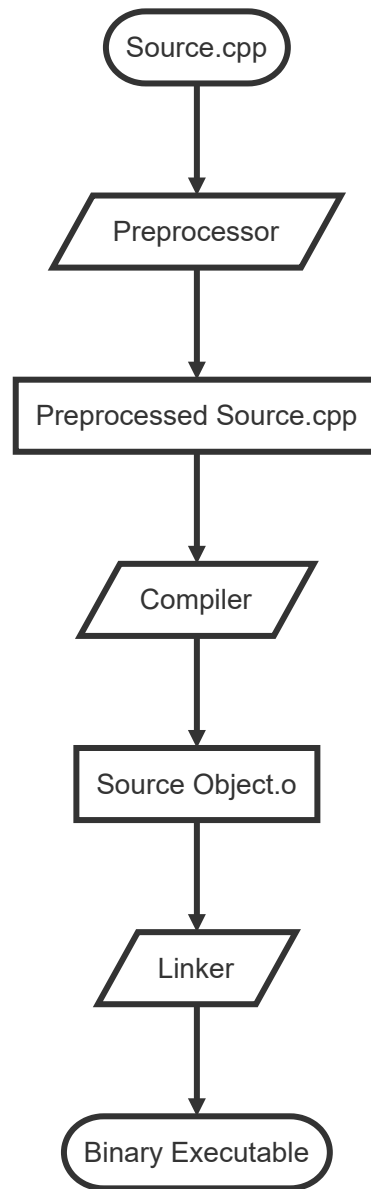 Source.cpp
Preprocessor
Preprocessed Source.cpp
Compiler
Source Object.o
Linker
Binary Executable